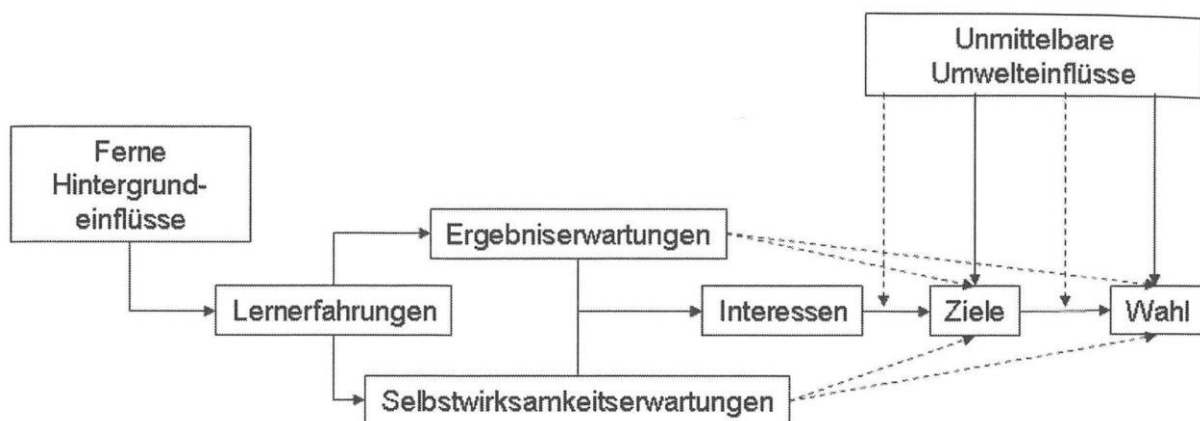 Unmittelbare
Umwelteinflüsse
Ferne
Hintergrund-
einflüsse
Ergebniserwartungen
Lernerfahrungen
Interessen
Ziele
Wahl
Selbstwirksamkeitserwartungen